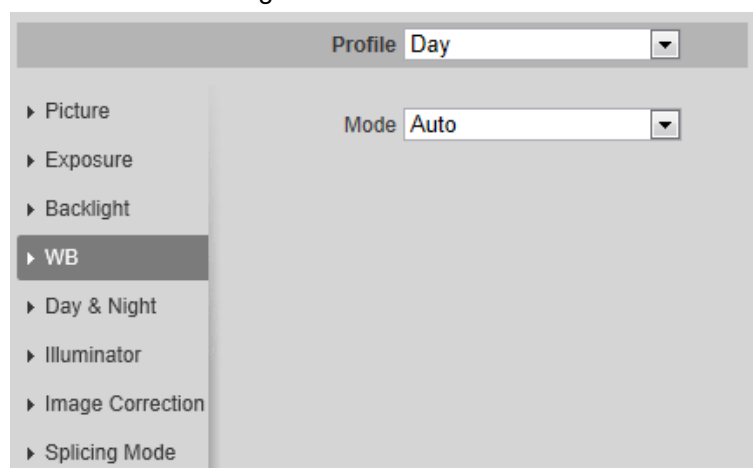 Profile Day
Picture
Mode Auto
Exposure
Backlight
WB
Day & Night
Illuminator
Image Correction
Splicing Mode